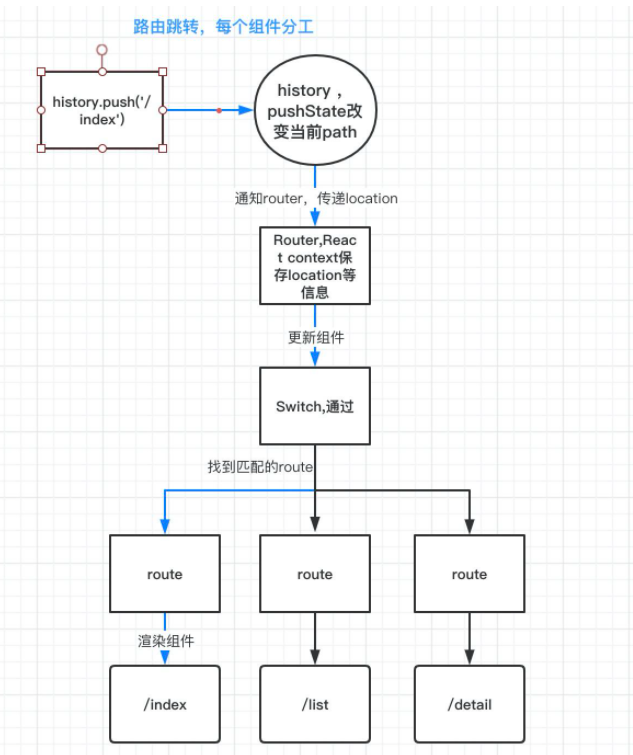 路由跳转，每个组件分工
history.push('/
index')
history ，
pushState改
变当前path
通知router，传递location
Router,Reac
t context保
存location等
信息
更新组件
Switch,通过
找到匹配的route
route
route
route
渲染组件
/index
/list
/detail